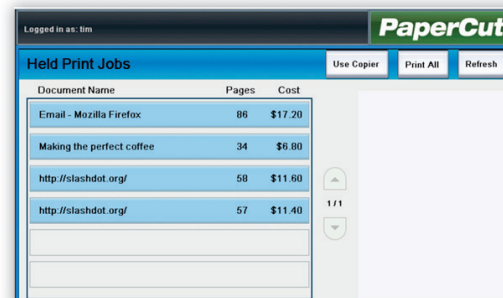 Logged in as: tim
PaperCut
Held Print Jobs
Use Copier Print All Refresh
Document Name Pages Cost
Email - Mozilla Firefox 86 $17.20
Making the perfect coffee 34 $6.80
http://slashdot.org/ 58 $11.60
1/1
http://slashdot.org/ 57 $11.40